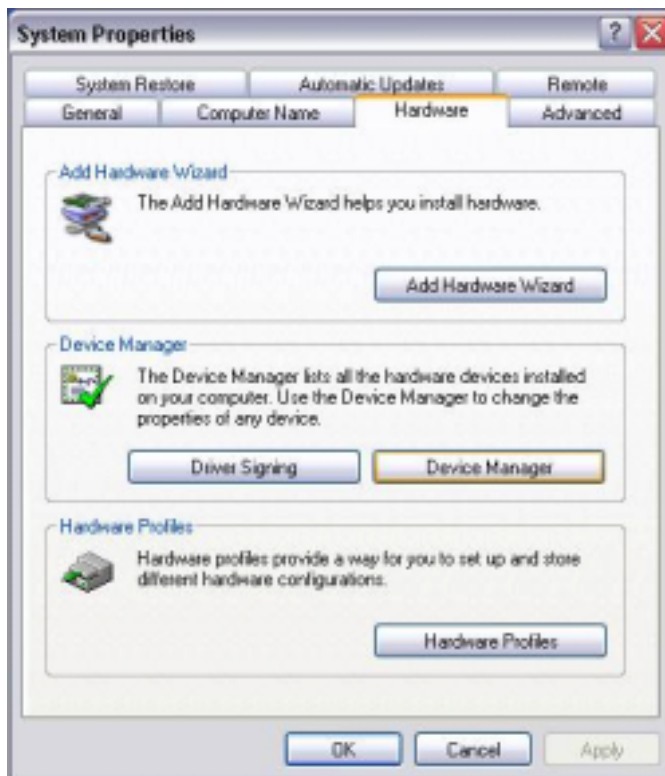 System Properties
System Restore Automatic Updates Remote
General Computer Name Hardware Advanced
Add Hardware Wizard
The Add Hardware Wizard helps you install hardware.
Add Hardware Wizard
Device Manager
The Device Manager lists all the hardware devices installed
on your computer. Use the Device Manager to change the
properties of any device.
Driver Signing Device Manager
Hardware Profiles
Hardware profiles provide a way for you to set up and store
different hardware configurations.
Hardware Profiles
OK Cancel Apply